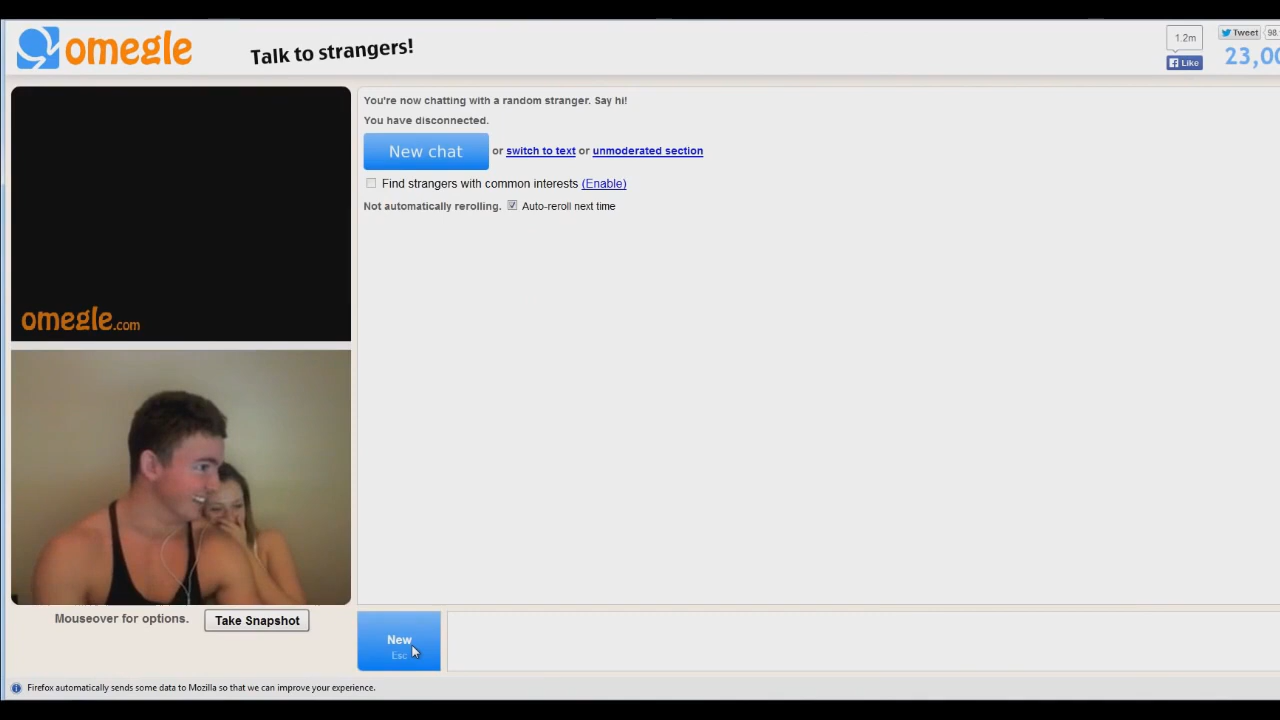 omegle
Talk to strangers!
1.2m
Like
Tweet
98.
23,00
You're now chatting with a random stranger. Say hi!
You have disconnected.
New chat or switch to text or unmoderated section
Find strangers with common interests (Enable)
Not automatically rerolling. Auto-reroll next time
omegle.com
Mouseover for options.
Take Snapshot
New
Esc
Firefox automatically sends some data to Mozilla so that we can improve your experience.